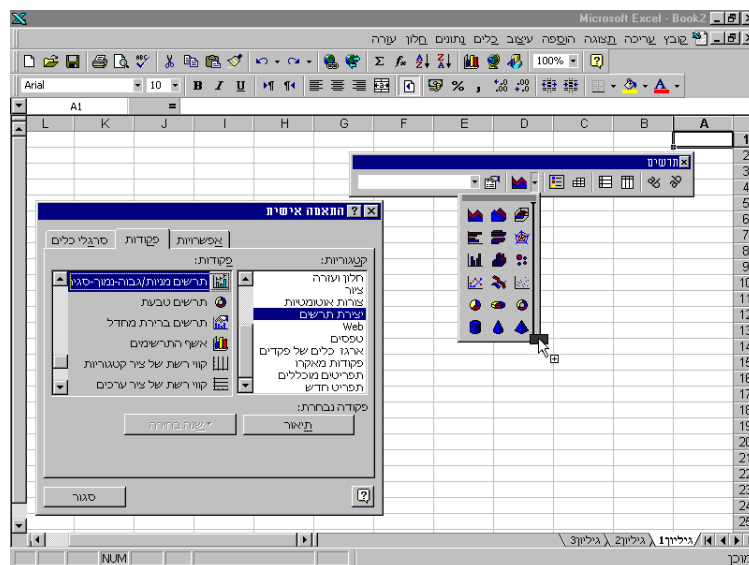 Microsoft Excel - Book2
קובץ עריכה תצוגה הוספה עיצוב כלים נתונים חלון עזרה
100%
Arial 10 B I U
A1 =
L K J I H G F E D C B A
1
2
3
4
5
6
7
8
9
10
11
12
13
14
15
16
17
18
19
20
21
22
23
24
25
תרשים
התאמה אישית
סרגלי כלים פקודות אפשרויות
קטגוריות:
חלון ועזרה
ציור
צורות אוטומטיות
יצירת תרשים
Web
טפסים
ארגז כלים של פקדים
פקודות מאקרו
תפריטים מוכללים
תפריט חדש
פקודות:
תרשים מניות/גבוה-נמוך-סגי
תרשים טבעת
תרשים ברירת מחדל
אשף התרשימים
קווי רשת של ציר קטגוריות
קווי רשת של ציר ערכים
פקודה נבחרת:
תיאור
שנה בחירה
סגור
גיליון1 גיליון2 גיליון3
מוכן
NUM